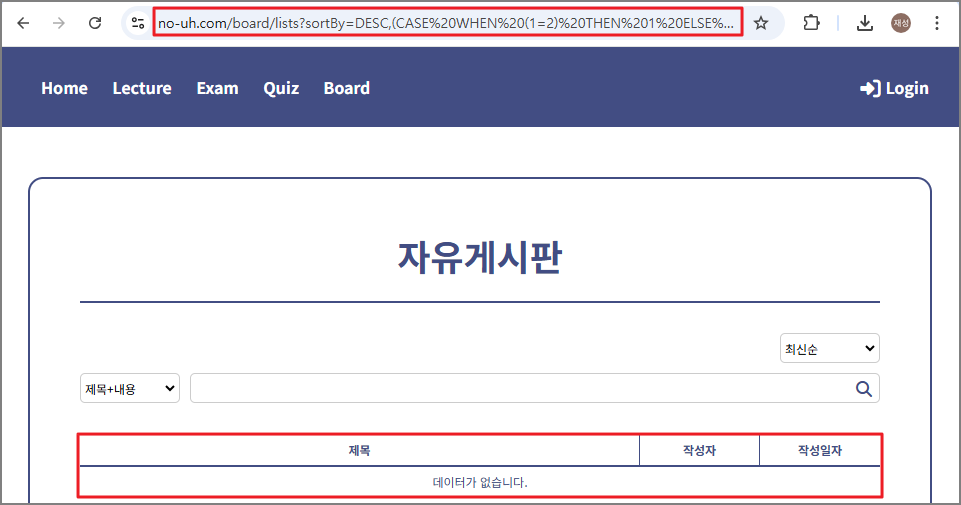 no-uh.com/board/lists?sortBy=DESC,(CASE%20WHEN%20(1=2)%20THEN%201%20ELSE%...
재성
Home Lecture Exam Quiz Board Login
자유게시판
최신순
제목+내용
제목 작성자 작성일자
데이터가 없습니다.